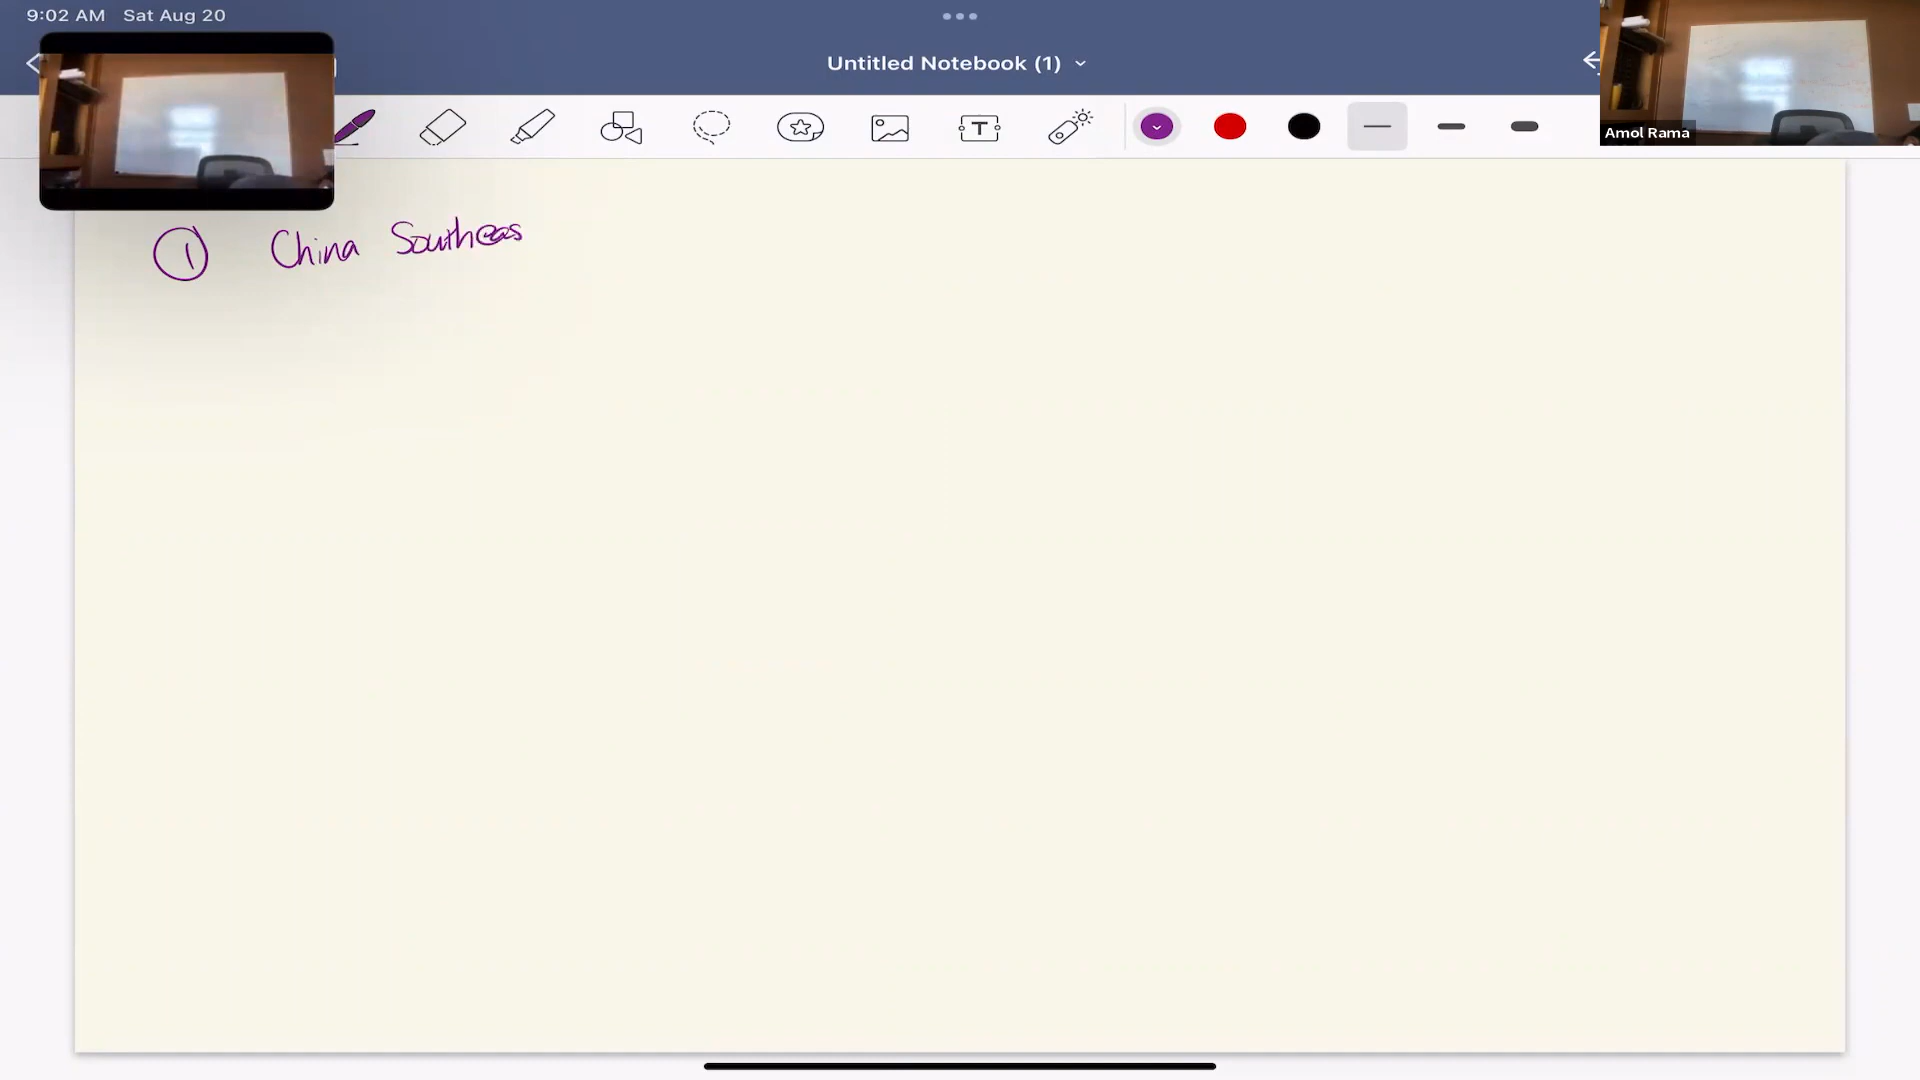 9:02 AM Sat Aug 20
Untitled Notebook (1)
T
Amol Rama
1 China Southeas